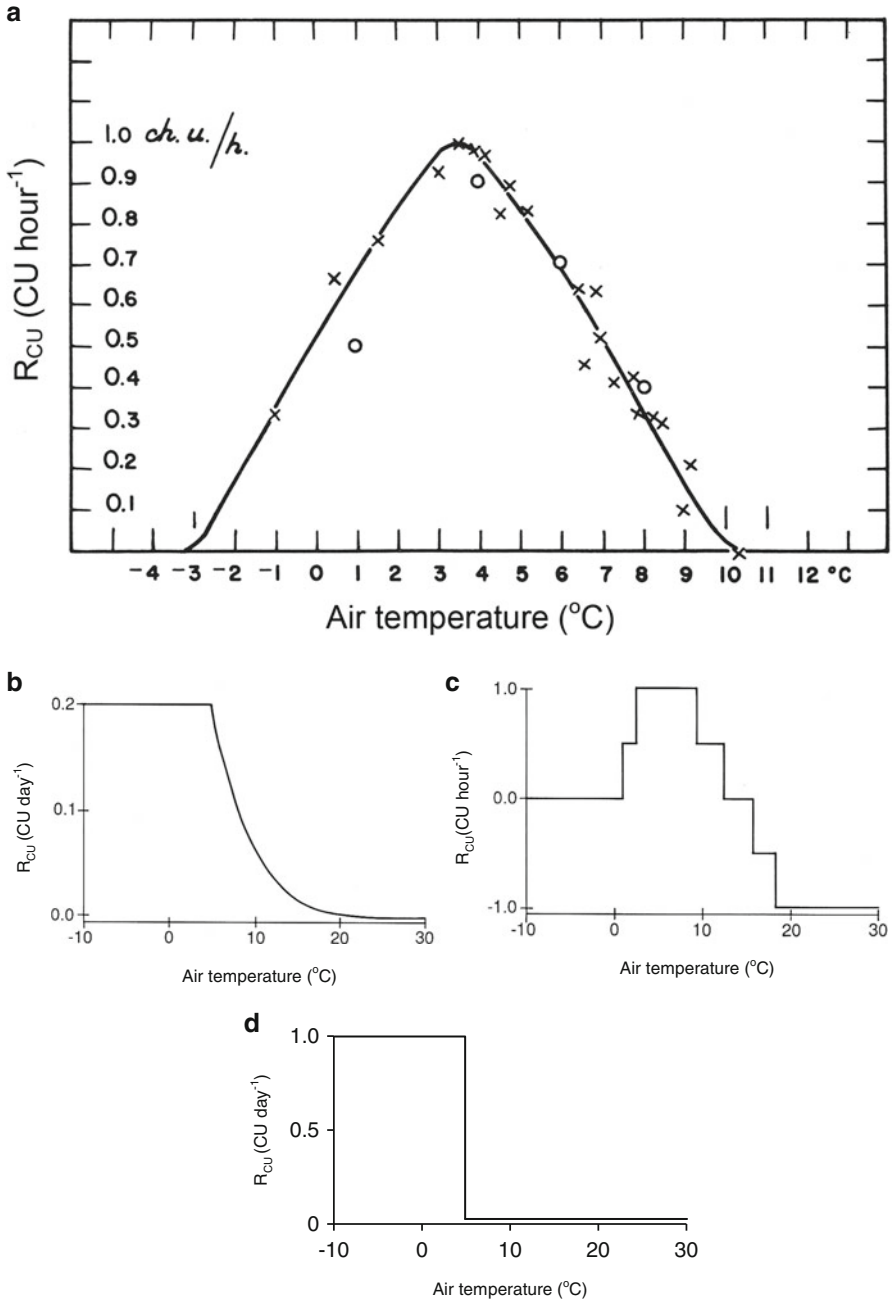 a
1.0 ch. u./h.
0.9
0.8
0.7
0.6
0.5
0.4
0.3
0.2
0.1
R_CU (CU hour⁻¹)
-4 -3 -2 -1 0 1 2 3 4 5 6 7 8 9 10 11 12 °C
Air temperature (°C)
b
0.2
0.1
0.0
R_CU (CU day⁻¹)
-10 0 10 20 30
Air temperature (°C)
c
1.0
0.0
-1.0
R_CU (CU hour⁻¹)
-10 0 10 20 30
Air temperature (°C)
d
1.0
0.5
0
R_CU (CU day⁻¹)
-10 0 10 20 30
Air temperature (°C)